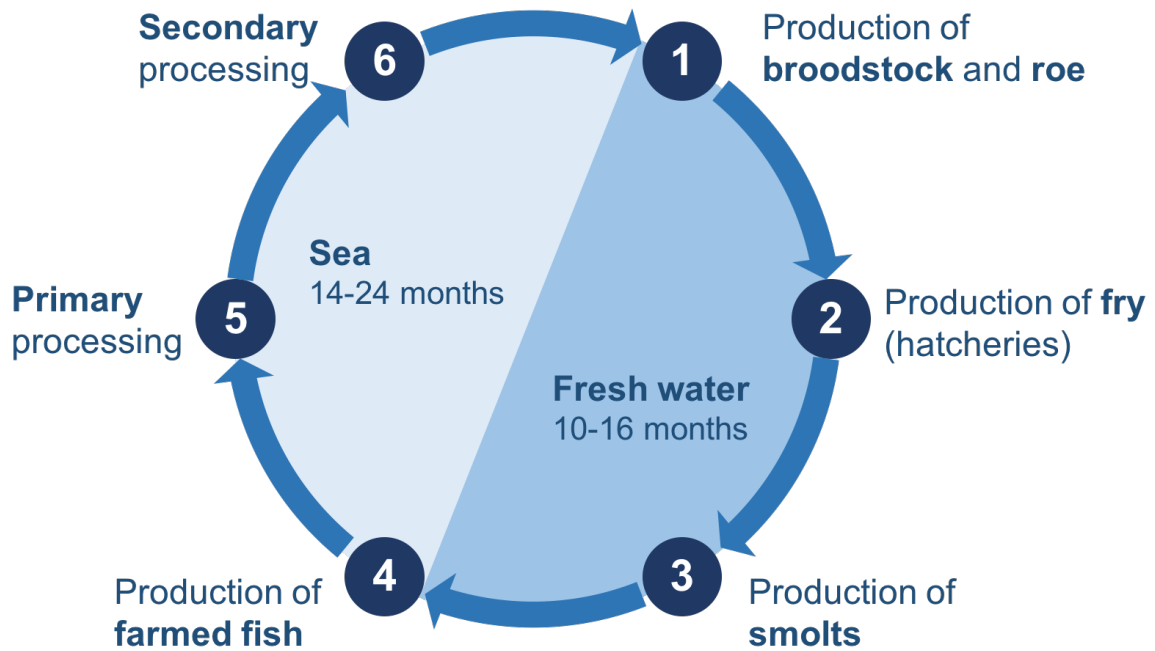 1
Production of
broodstock and roe
2
Production of fry
(hatcheries)
3
Production of
smolts
4
Production of
farmed fish
5
Primary
processing
6
Secondary
processing
Sea
14-24 months
Fresh water
10-16 months